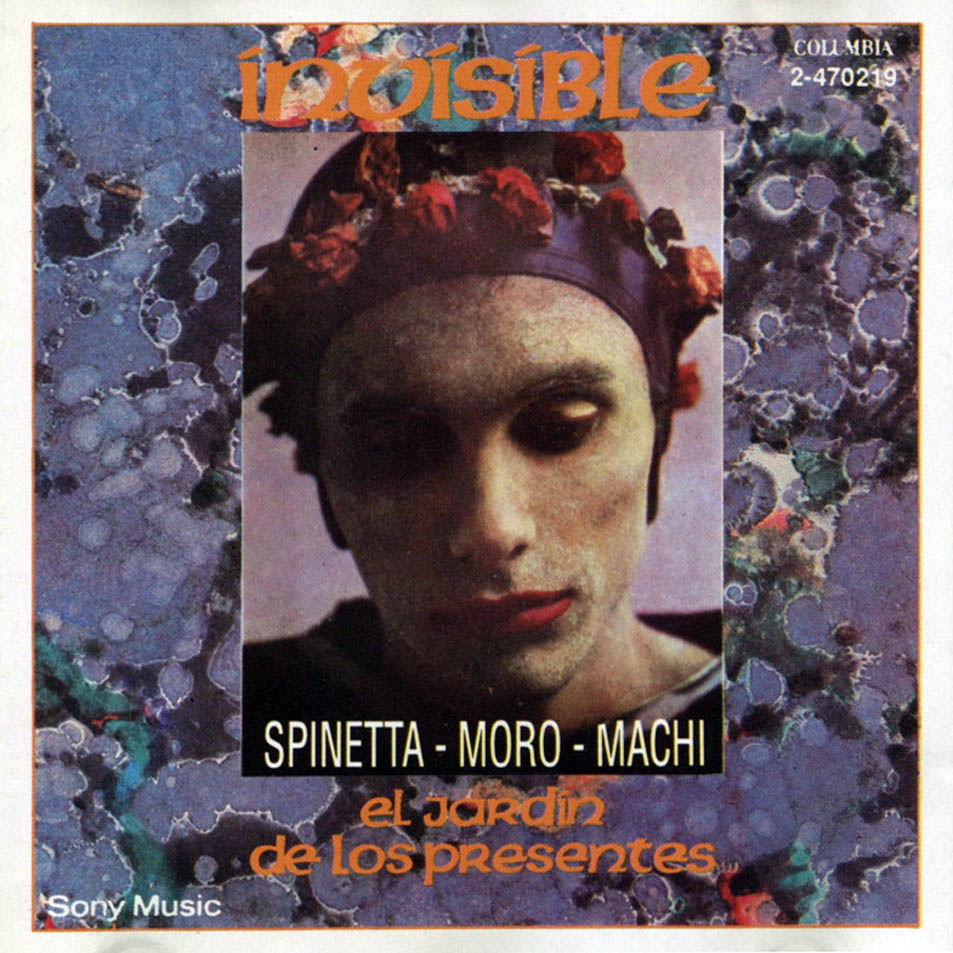 invisible
COLUMBIA
2-470219
SPINETTA - MORO - MACHI
el jardín
de los presentes
Sony Music